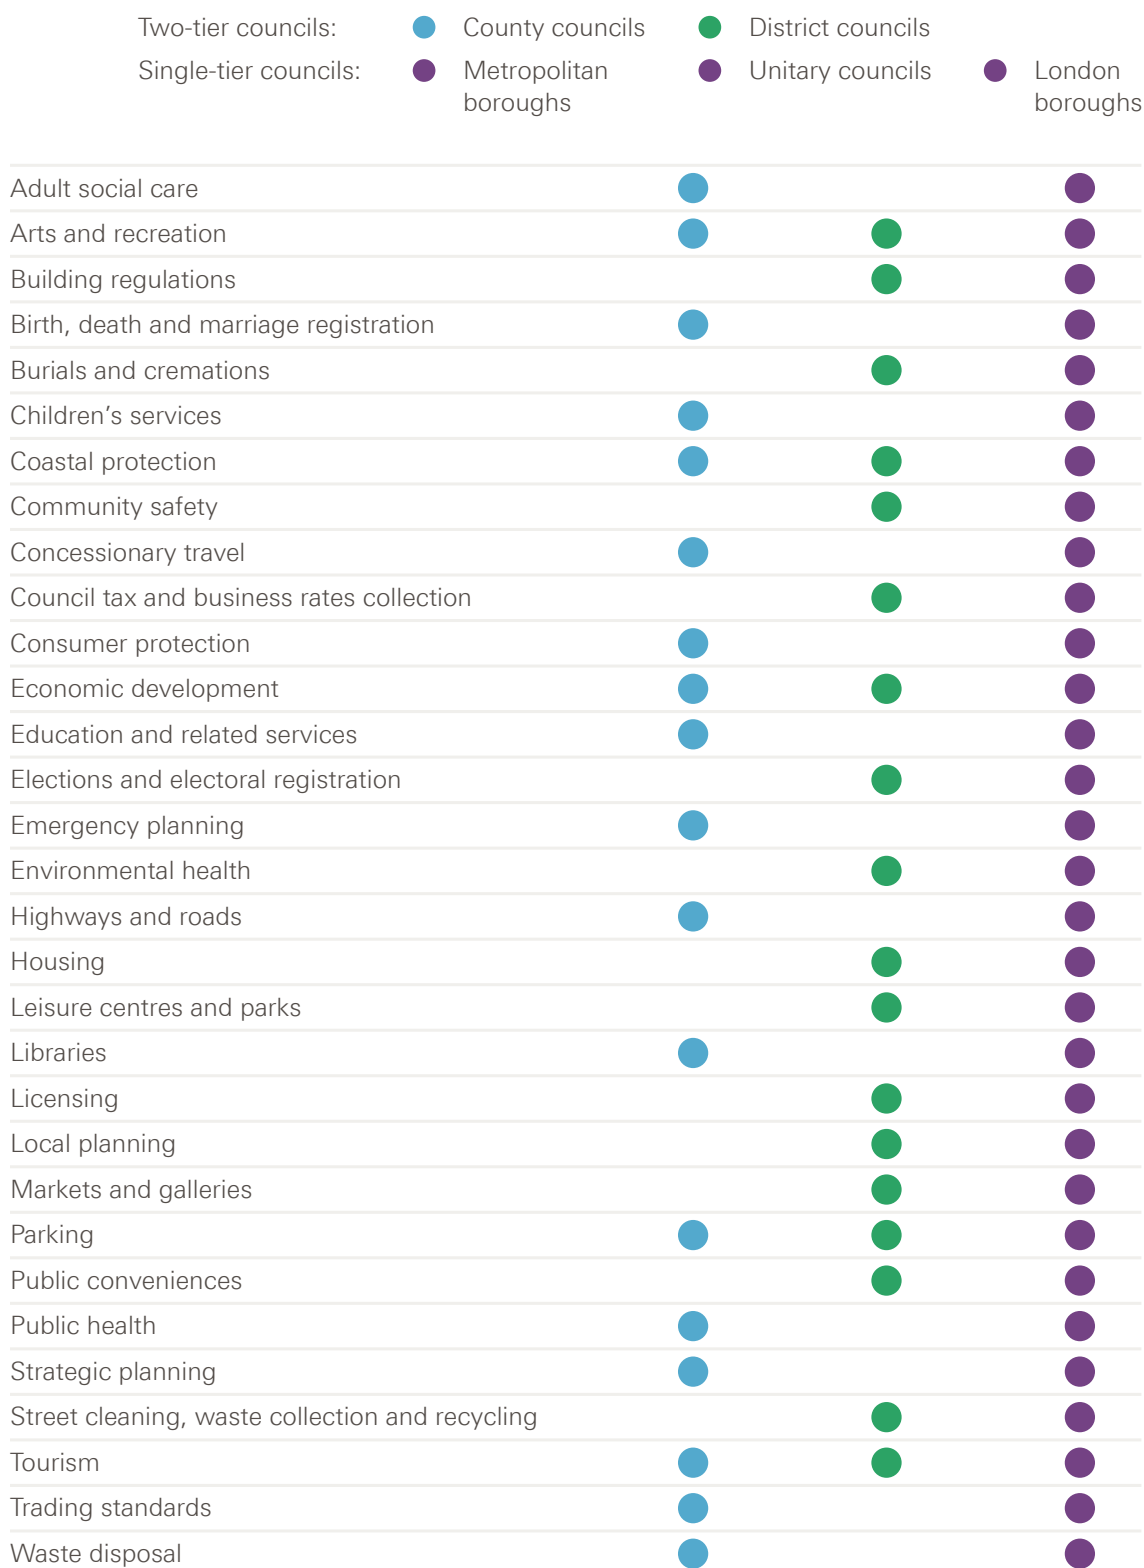 Two-tier councils: County councils District councils
Single-tier councils: Metropolitan boroughs Unitary councils London boroughs
Adult social care
Arts and recreation
Building regulations
Birth, death and marriage registration
Burials and cremations
Children’s services
Coastal protection
Community safety
Concessionary travel
Council tax and business rates collection
Consumer protection
Economic development
Education and related services
Elections and electoral registration
Emergency planning
Environmental health
Highways and roads
Housing
Leisure centres and parks
Libraries
Licensing
Local planning
Markets and galleries
Parking
Public conveniences
Public health
Strategic planning
Street cleaning, waste collection and recycling
Tourism
Trading standards
Waste disposal